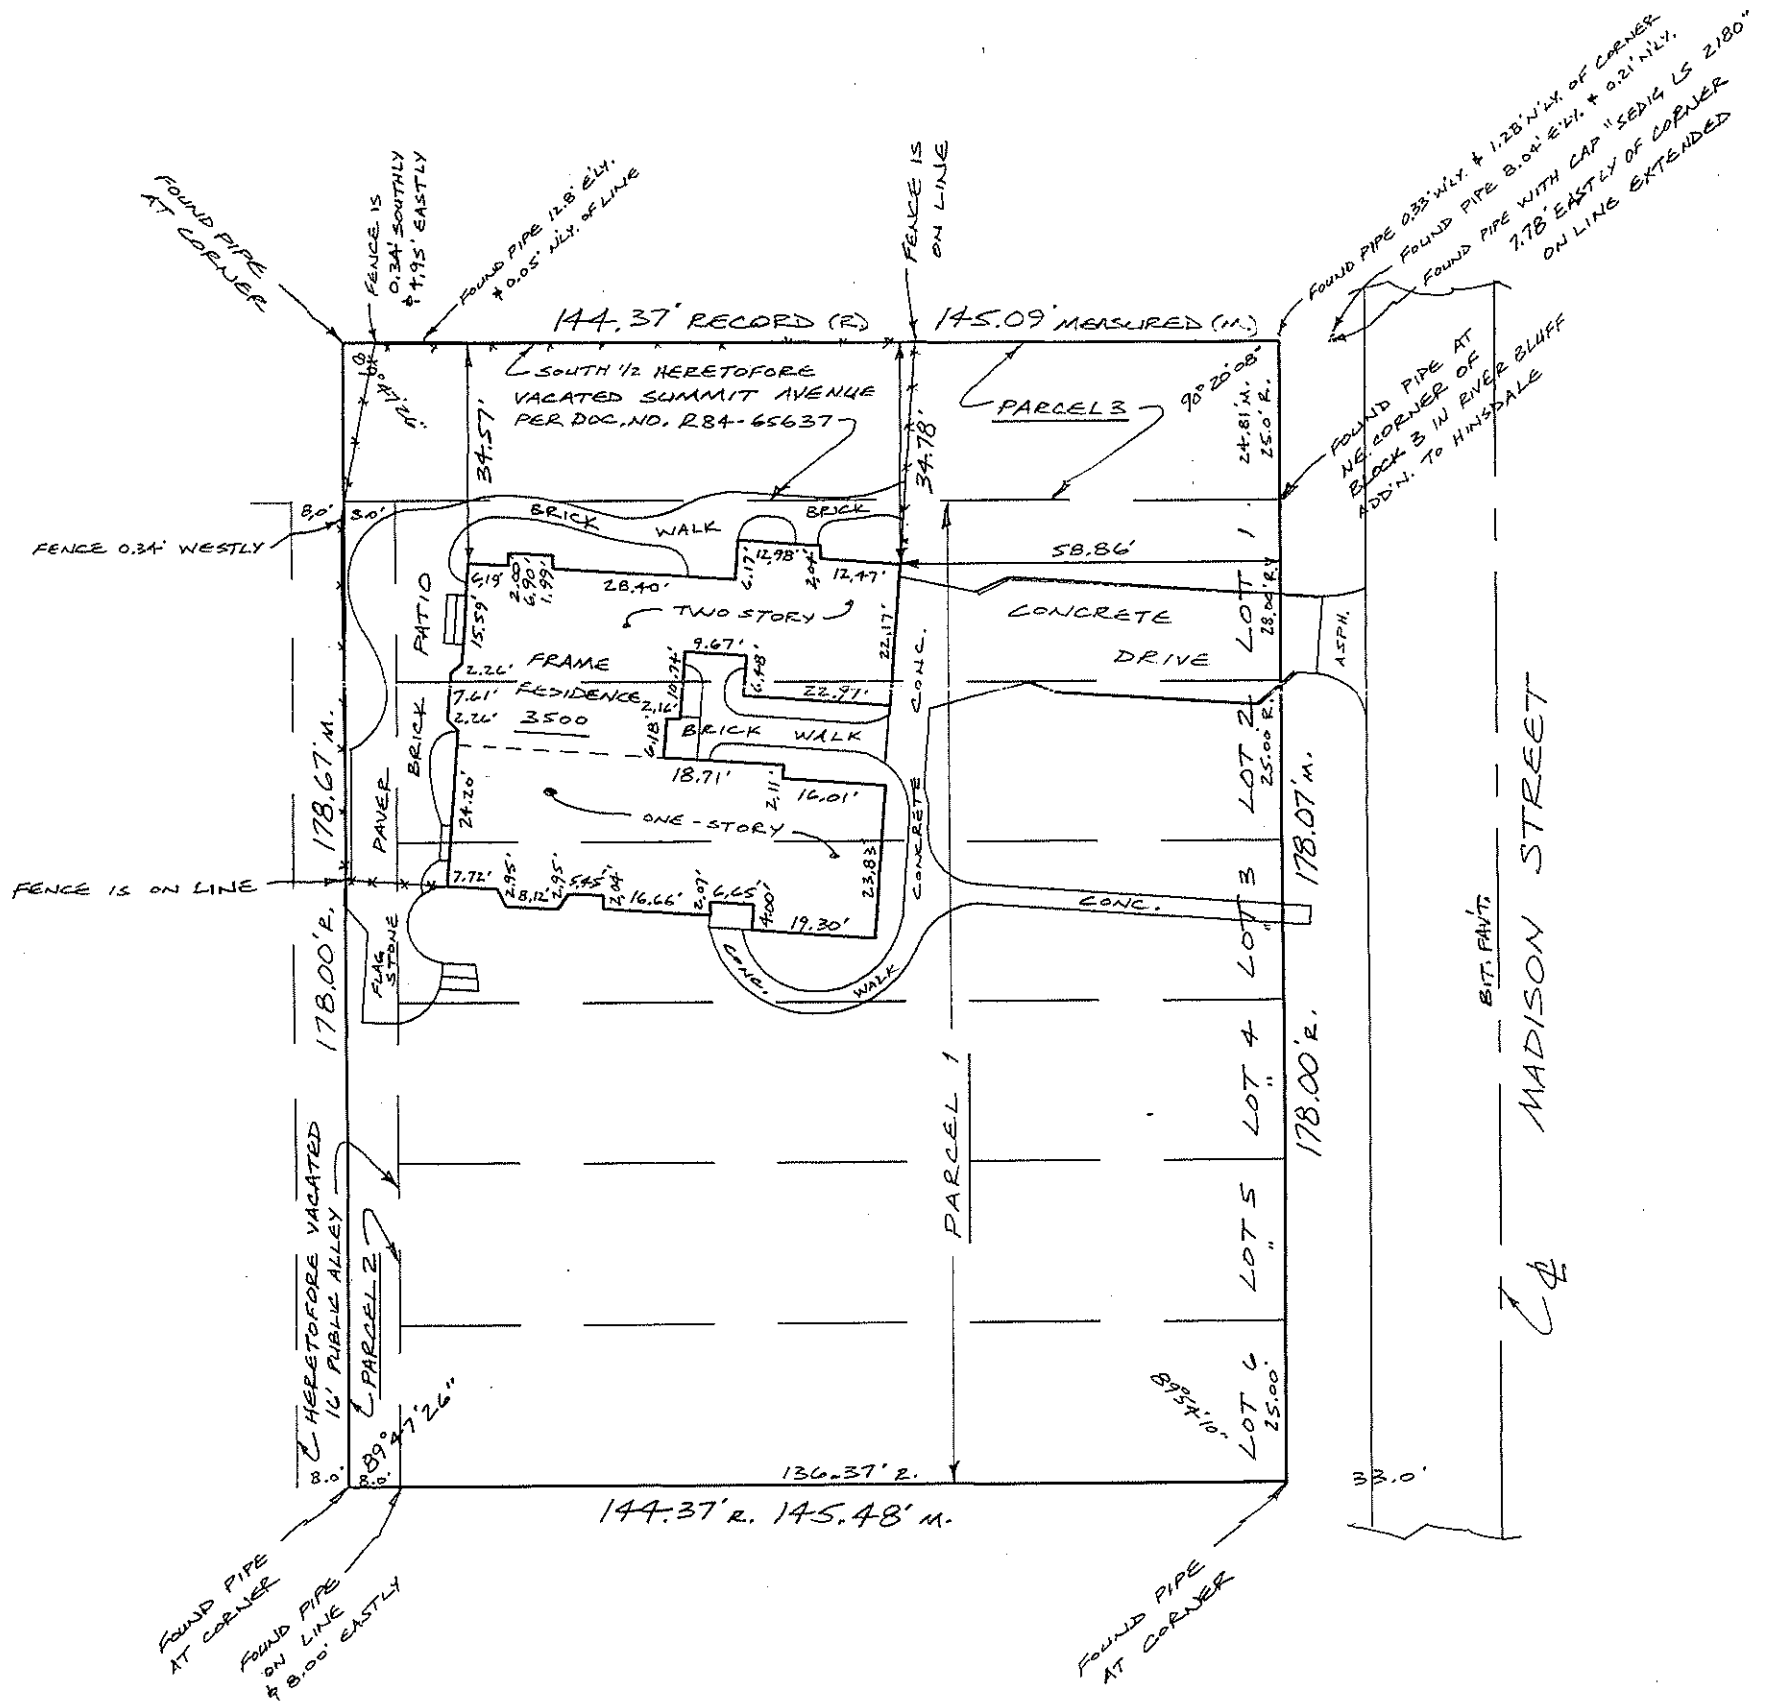 FOUND PIPE
AT CORNER
FENCE IS
0.34' SOUTHLY
& 4.95' EASTLY
FOUND PIPE 12.8' E'LY.
& 0.05' N'LY. OF LINE
FENCE IS
ON LINE
FOUND PIPE 0.33' W'LY. & 1.28' N'LY. OF CORNER
FOUND PIPE 8.04' E'LY. & 0.21' N'LY.
FOUND PIPE WITH CAP "SEDIG LS 2180"
7.78' EASTLY OF CORNER
ON LINE EXTENDED
144.37' RECORD (R)
145.09' MEASURED (M.)
SOUTH 1/2 HERETOFORE
VACATED SUMMIT AVENUE
PER DOC. NO. R84-65637
PARCEL 3
90°20'08"
24.81' M.
25.0' R.
FOUND PIPE AT
NE. CORNER OF
BLOCK 3 IN RIVER BLUFF
ADD'N. TO HINSDALE
34.57'
34.78'
8.0'
8.0'
FENCE 0.34' WESTLY
BRICK
WALK
BRICK
58.86'
LOT 1
28.00' R.
6.19'
2.00'
6.90'
1.99'
28.40'
6.17'
12.98'
2.04'
12.47'
PATIO
15.59'
TWO STORY
22.17'
CONC.
CONCRETE
DRIVE
ASPH.
2.26'
FRAME
9.67'
7.61'
RESIDENCE
10.74'
6.48'
22.97'
2.26'
3500
2.16'
6.18'
BRICK
BRICK WALK
LOT 2
25.00' R.
18.71'
2.11'
16.01'
24.20'
PAVER
ONE-STORY
CONCRETE
23.83'
178.67' M.
178.00' R.
178.07' M.
178.00' R.
FENCE IS ON LINE
7.72'
2.95'
8.12'
2.95'
5.45'
2.04'
16.66'
2.07'
6.65'
4.00'
19.30'
CONC.
LOT 3
"
FLAG
STONE
CONC.
WALK
BIT. PAV'T.
MADISON STREET
LOT 4
"
PARCEL 1
LOT 5
"
HERETOFORE VACATED
16' PUBLIC ALLEY
PARCEL 2
89°47'26"
89°54'10"
LOT 6
25.00'
8.0'
8.0'
136.37' R.
33.0'
144.37' R. 145.48' M.
FOUND PIPE
AT CORNER
FOUND PIPE
ON LINE
& 8.00' EASTLY
FOUND PIPE
AT CORNER